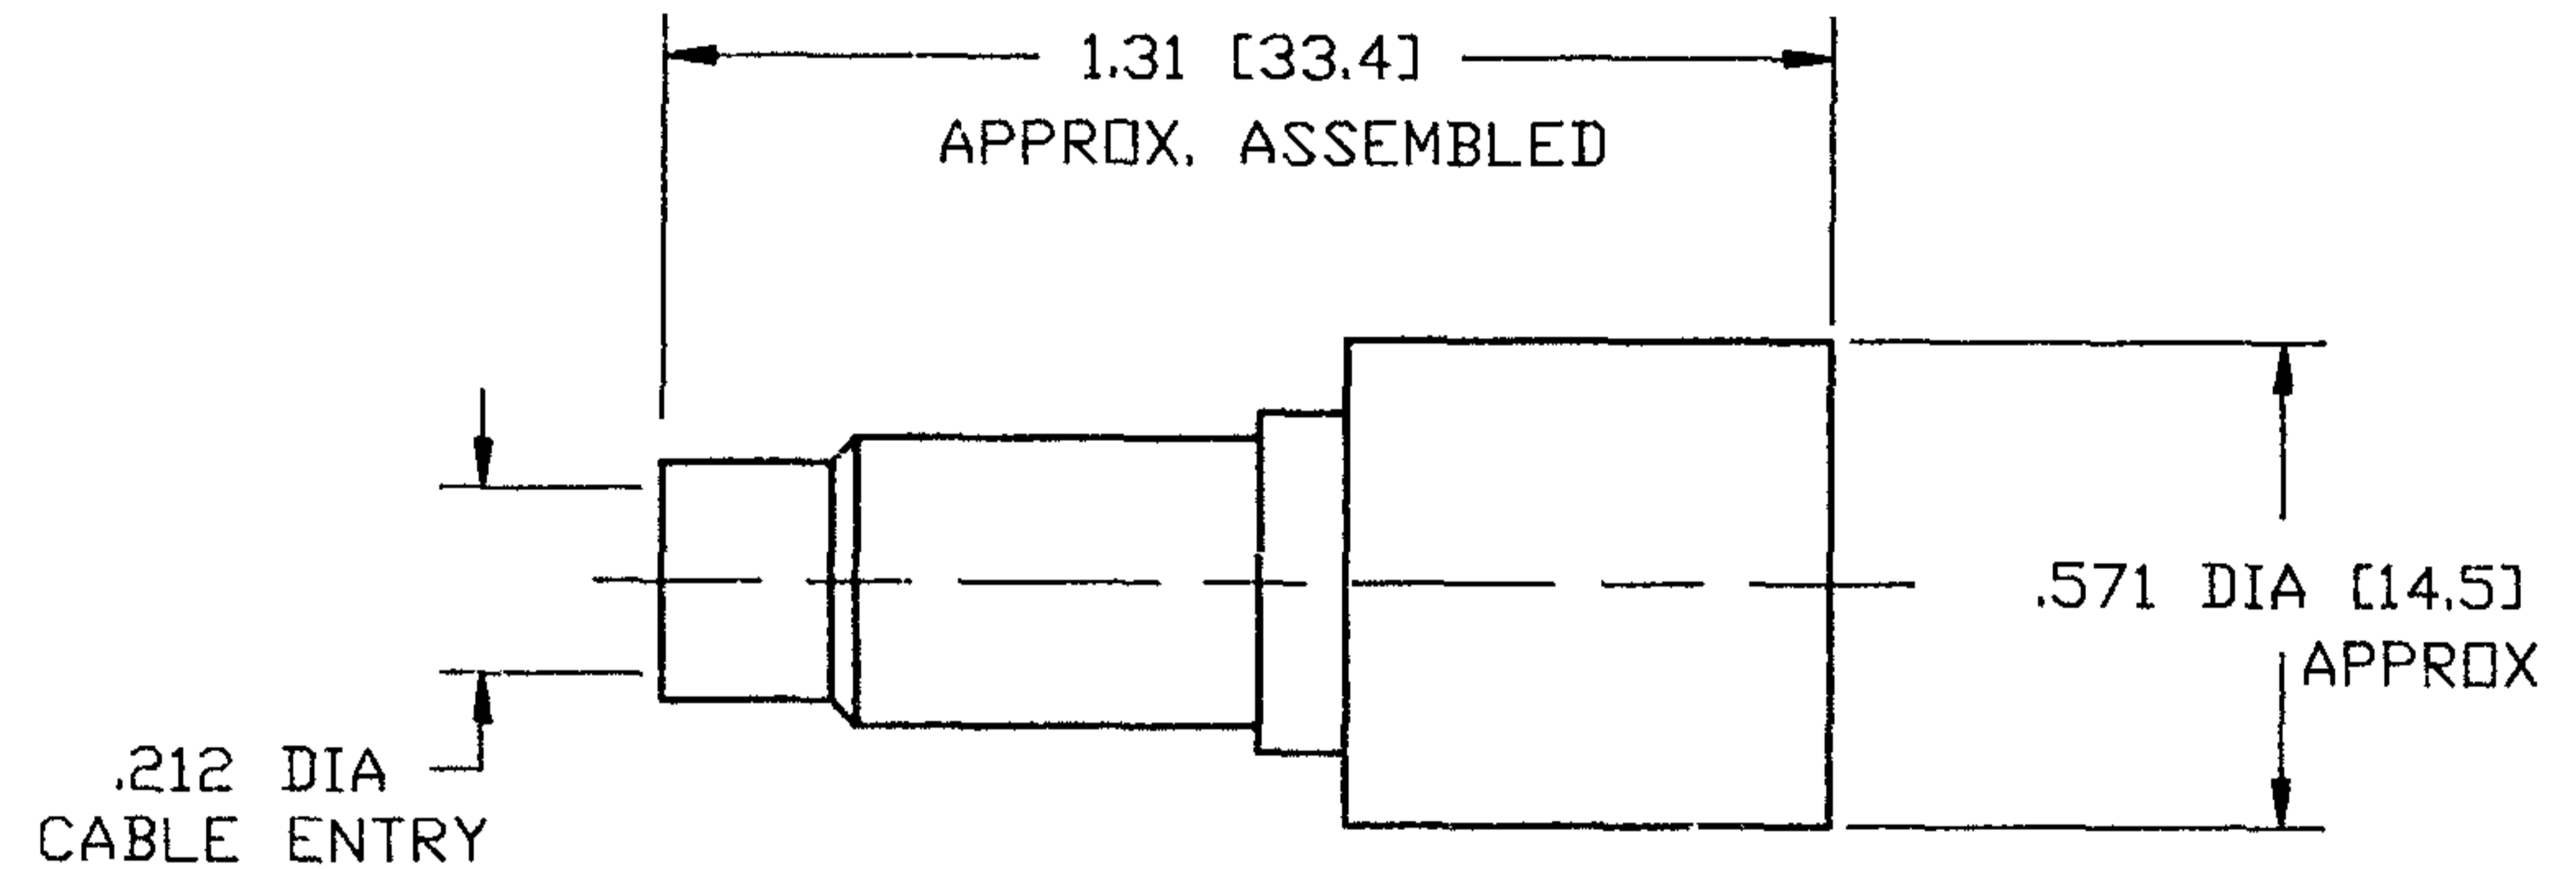 1.31 [33.4]
APPROX. ASSEMBLED
.571 DIA [14.5]
APPROX
.212 DIA
CABLE ENTRY